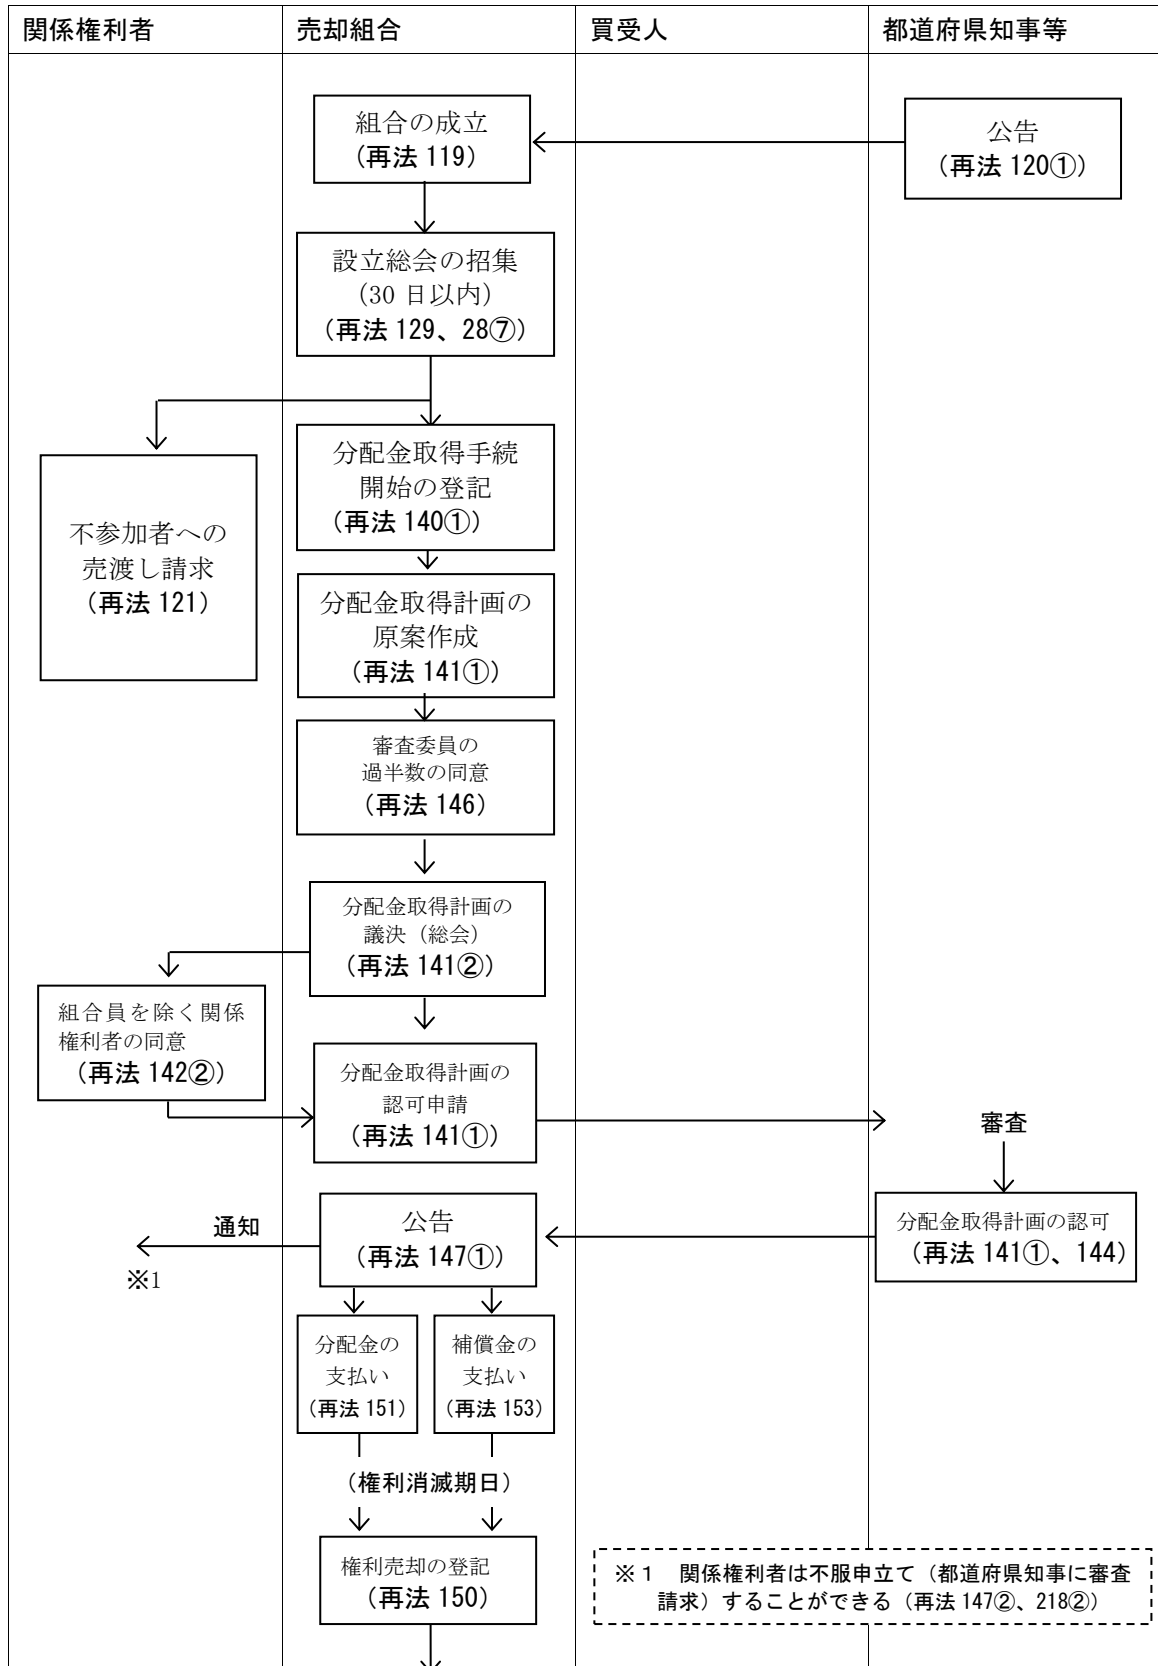 関係権利者
売却組合
買受人
都道府県知事等
組合の成立
(再法 119)
公告
(再法 120①)
設立総会の招集
(30 日以内)
(再法 129、28⑦)
分配金取得手続
開始の登記
(再法 140①)
不参加者への
売渡し請求
(再法 121)
分配金取得計画の
原案作成
(再法 141①)
審査委員の
過半数の同意
(再法 146)
分配金取得計画の
議決(総会)
(再法 141②)
組合員を除く関係
権利者の同意
(再法 142②)
分配金取得計画の
認可申請
(再法 141①)
審査
分配金取得計画の認可
(再法 141①、144)
公告
(再法 147①)
通知
※1
分配金の
支払い
(再法 151)
補償金の
支払い
(再法 153)
(権利消滅期日)
権利売却の登記
(再法 150)
※1 関係権利者は不服申立て(都道府県知事に審査
請求)することができる(再法 147②、218②)